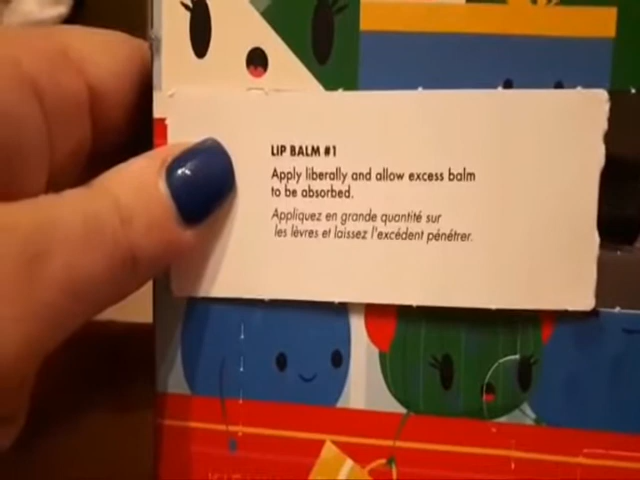 LIP BALM #1
Apply liberally and allow excess balm
to be absorbed.
Appliquez en grande quantité sur
les lèvres et laissez l'excédent pénétrer.